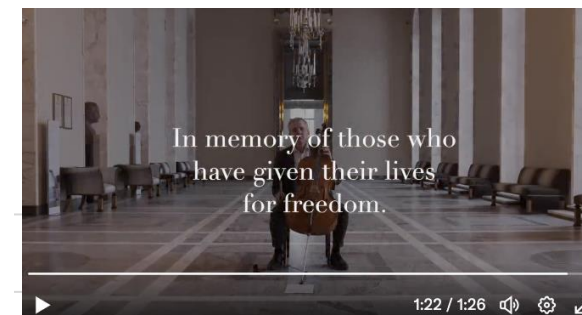 In memory of those who
have given their lives
for freedom.
1:22 / 1:26